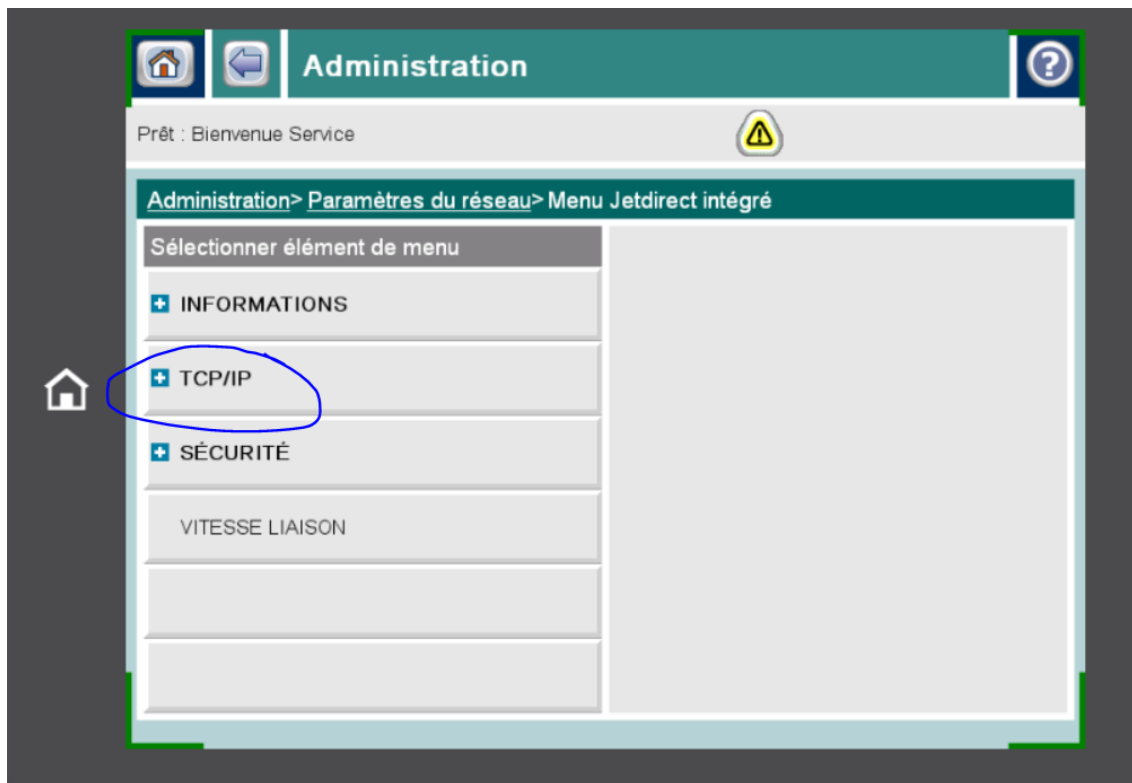 Administration
Prêt : Bienvenue Service
Administration> Paramètres du réseau> Menu Jetdirect intégré
Sélectionner élément de menu
INFORMATIONS
TCP/IP
SÉCURITÉ
VITESSE LIAISON